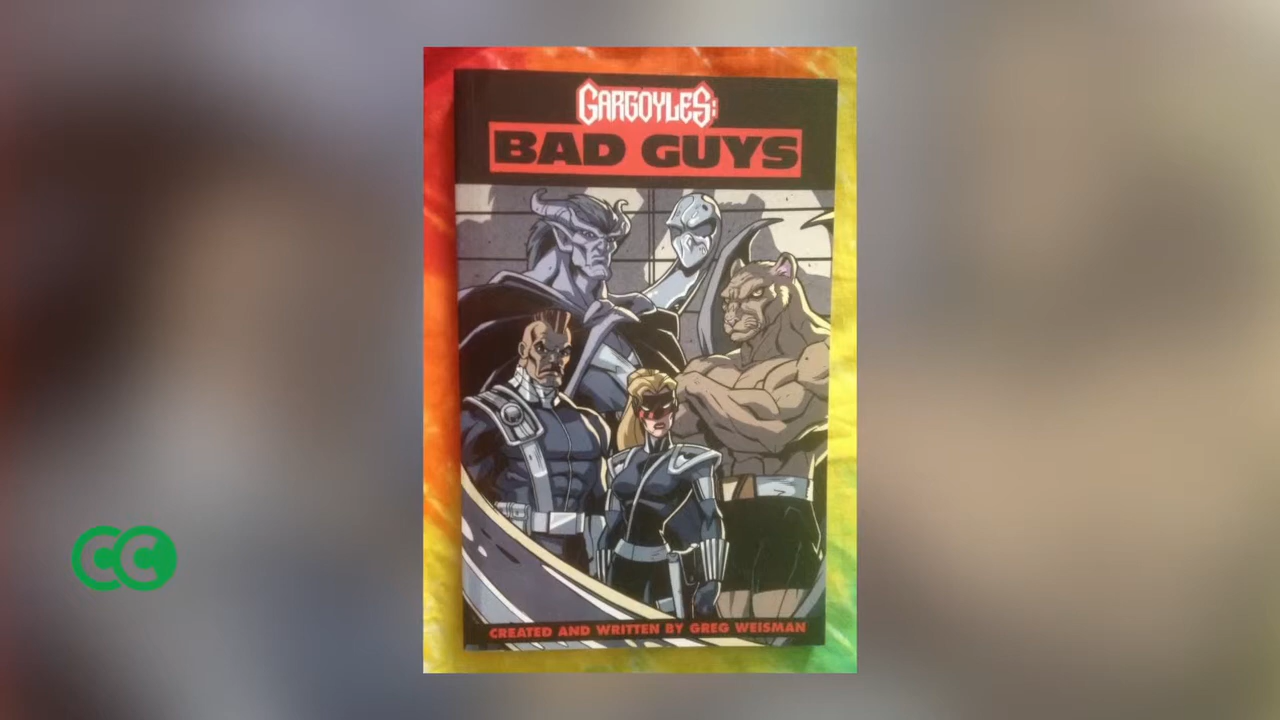 GARGOYLES:
BAD GUYS
CREATED AND WRITTEN BY GREG WEISMAN
CC